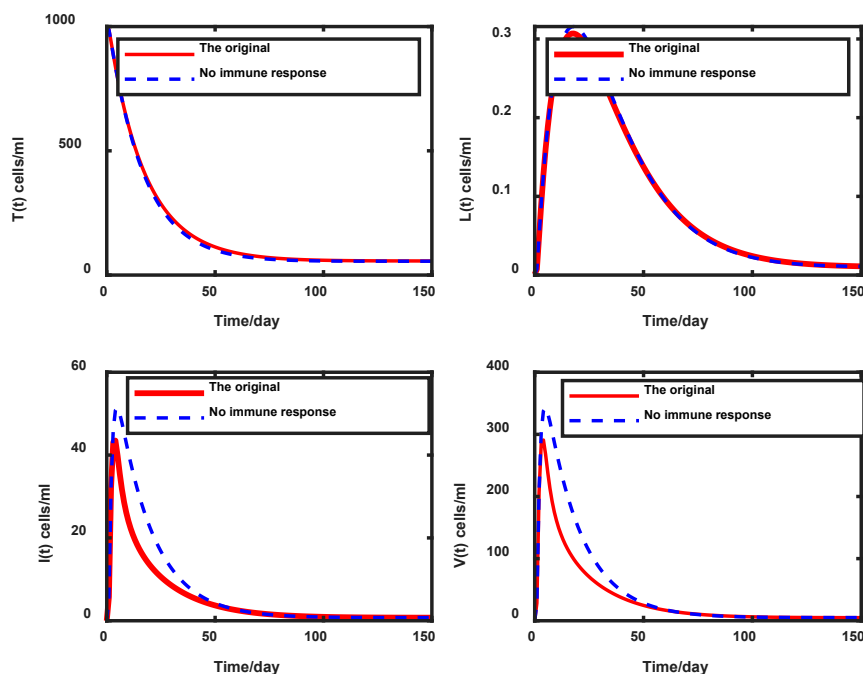 1000
500
0
T(t) cells/ml
The original
No immune response
0
50
100
150
Time/day
0.3
0.2
0.1
0
L(t) cells/ml
The original
No immune response
0
50
100
150
Time/day
60
40
20
0
I(t) cells/ml
The original
No immune response
0
50
100
150
Time/day
400
300
200
100
0
V(t) cells/ml
The original
No immune response
0
50
100
150
Time/day